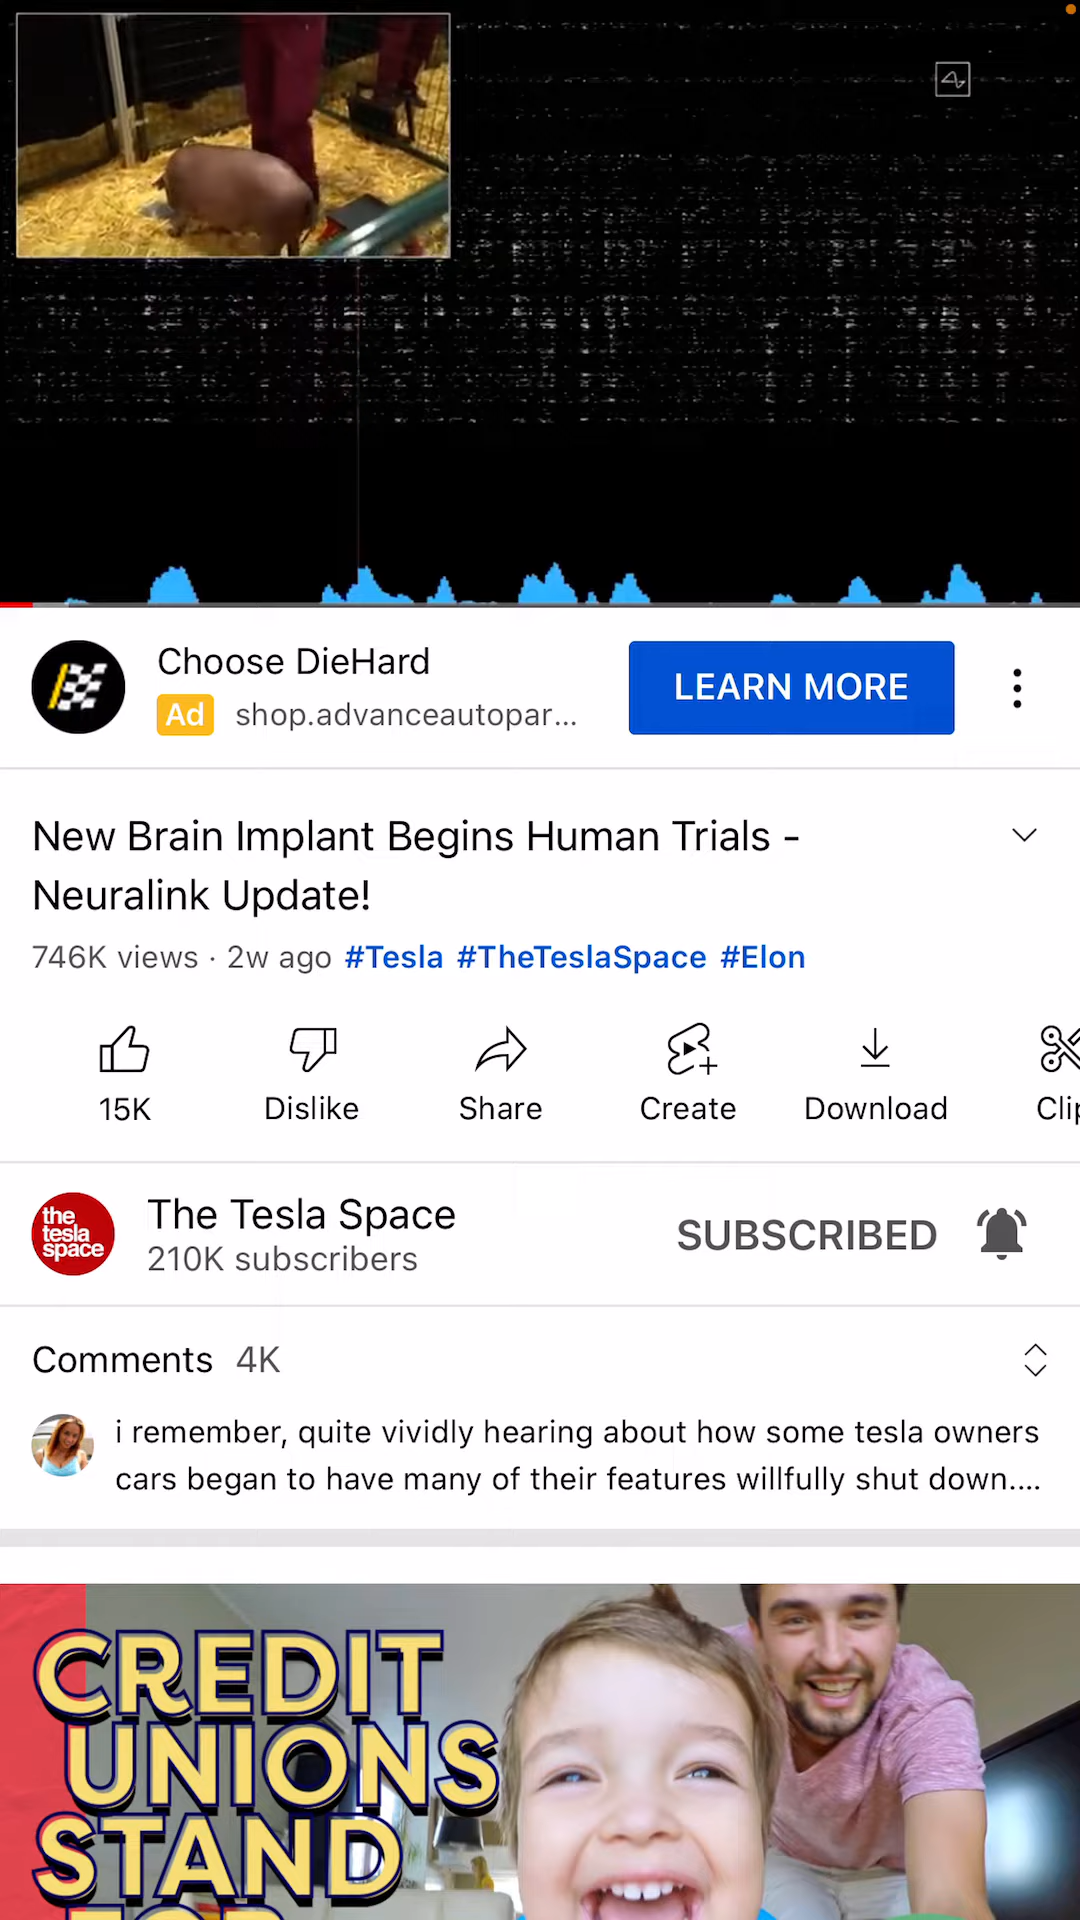 Choose DieHard
Ad shop.advanceautopar...
LEARN MORE
New Brain Implant Begins Human Trials -
Neuralink Update!
746K views · 2w ago #Tesla #TheTeslaSpace #Elon
15K
Dislike
Share
Create
Download
Clip
the
tesla
space
The Tesla Space
210K subscribers
SUBSCRIBED
Comments 4K
i remember, quite vividly hearing about how some tesla owners
cars began to have many of their features willfully shut down....
CREDIT
UNIONS
STAND
FOR